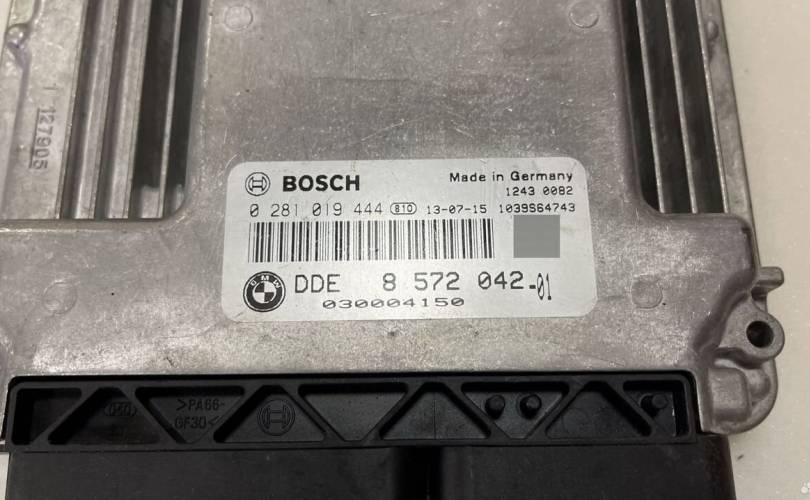 127905
BOSCH
Made in Germany
1243 0082
0 281 019 444 810 13-07-15 1039S64743
BMW
DDE 8 572 042-01
030004150
>PA66-
GF30<